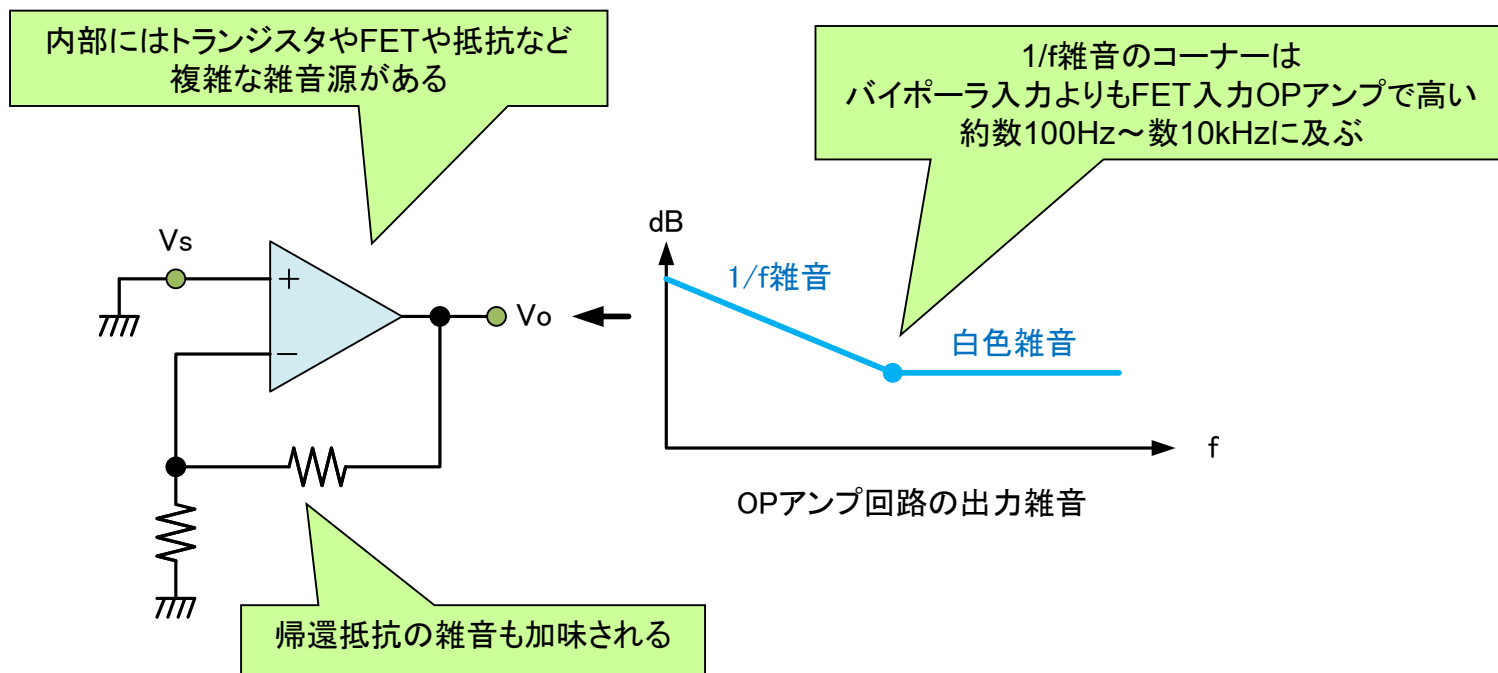 内部にはトランジスタやFETや抵抗など
複雑な雑音源がある
1/f雑音のコーナーは
バイポーラ入力よりもFET入力OPアンプで高い
約数100Hz～数10kHzに及ぶ
Vs
+
−
Vo
dB
1/f雑音
白色雑音
f
OPアンプ回路の出力雑音
帰還抵抗の雑音も加味される